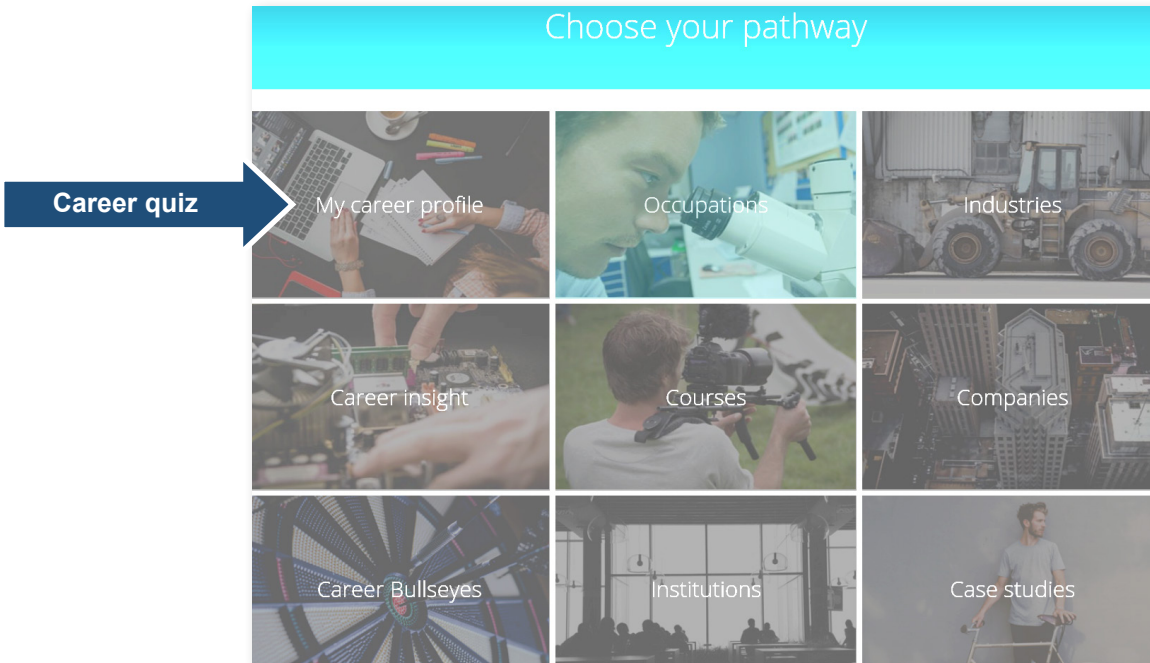 Choose your pathway
Career quiz
My career profile
Occupations
Industries
Career insight
Courses
Companies
Career Bullseyes
Institutions
Case studies